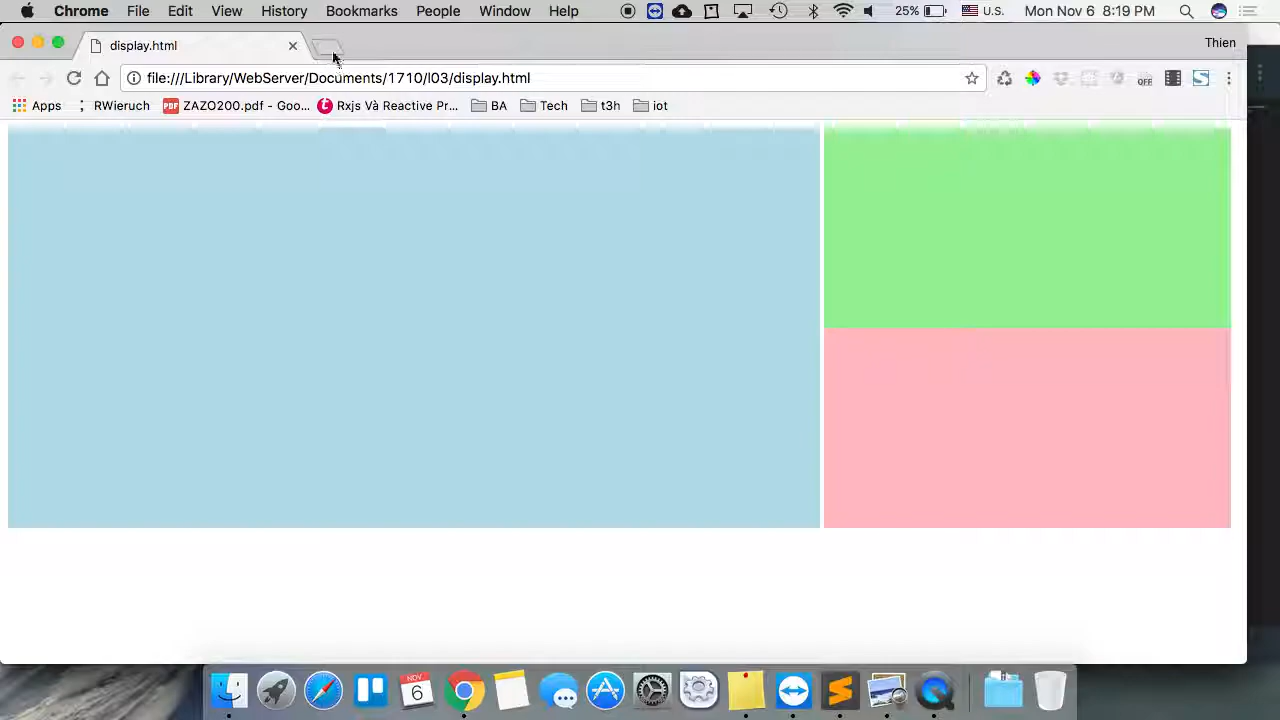 Chrome File Edit View History Bookmarks People Window Help 25% U.S. Mon Nov 6 8:19 PM
display.html
Thien
file:///Library/WebServer/Documents/1710/l03/display.html
OFF
Apps RWieruch ZAZO200.pdf - Goo... Rxjs Và Reactive Pr... BA Tech t3h iot
NOV
6